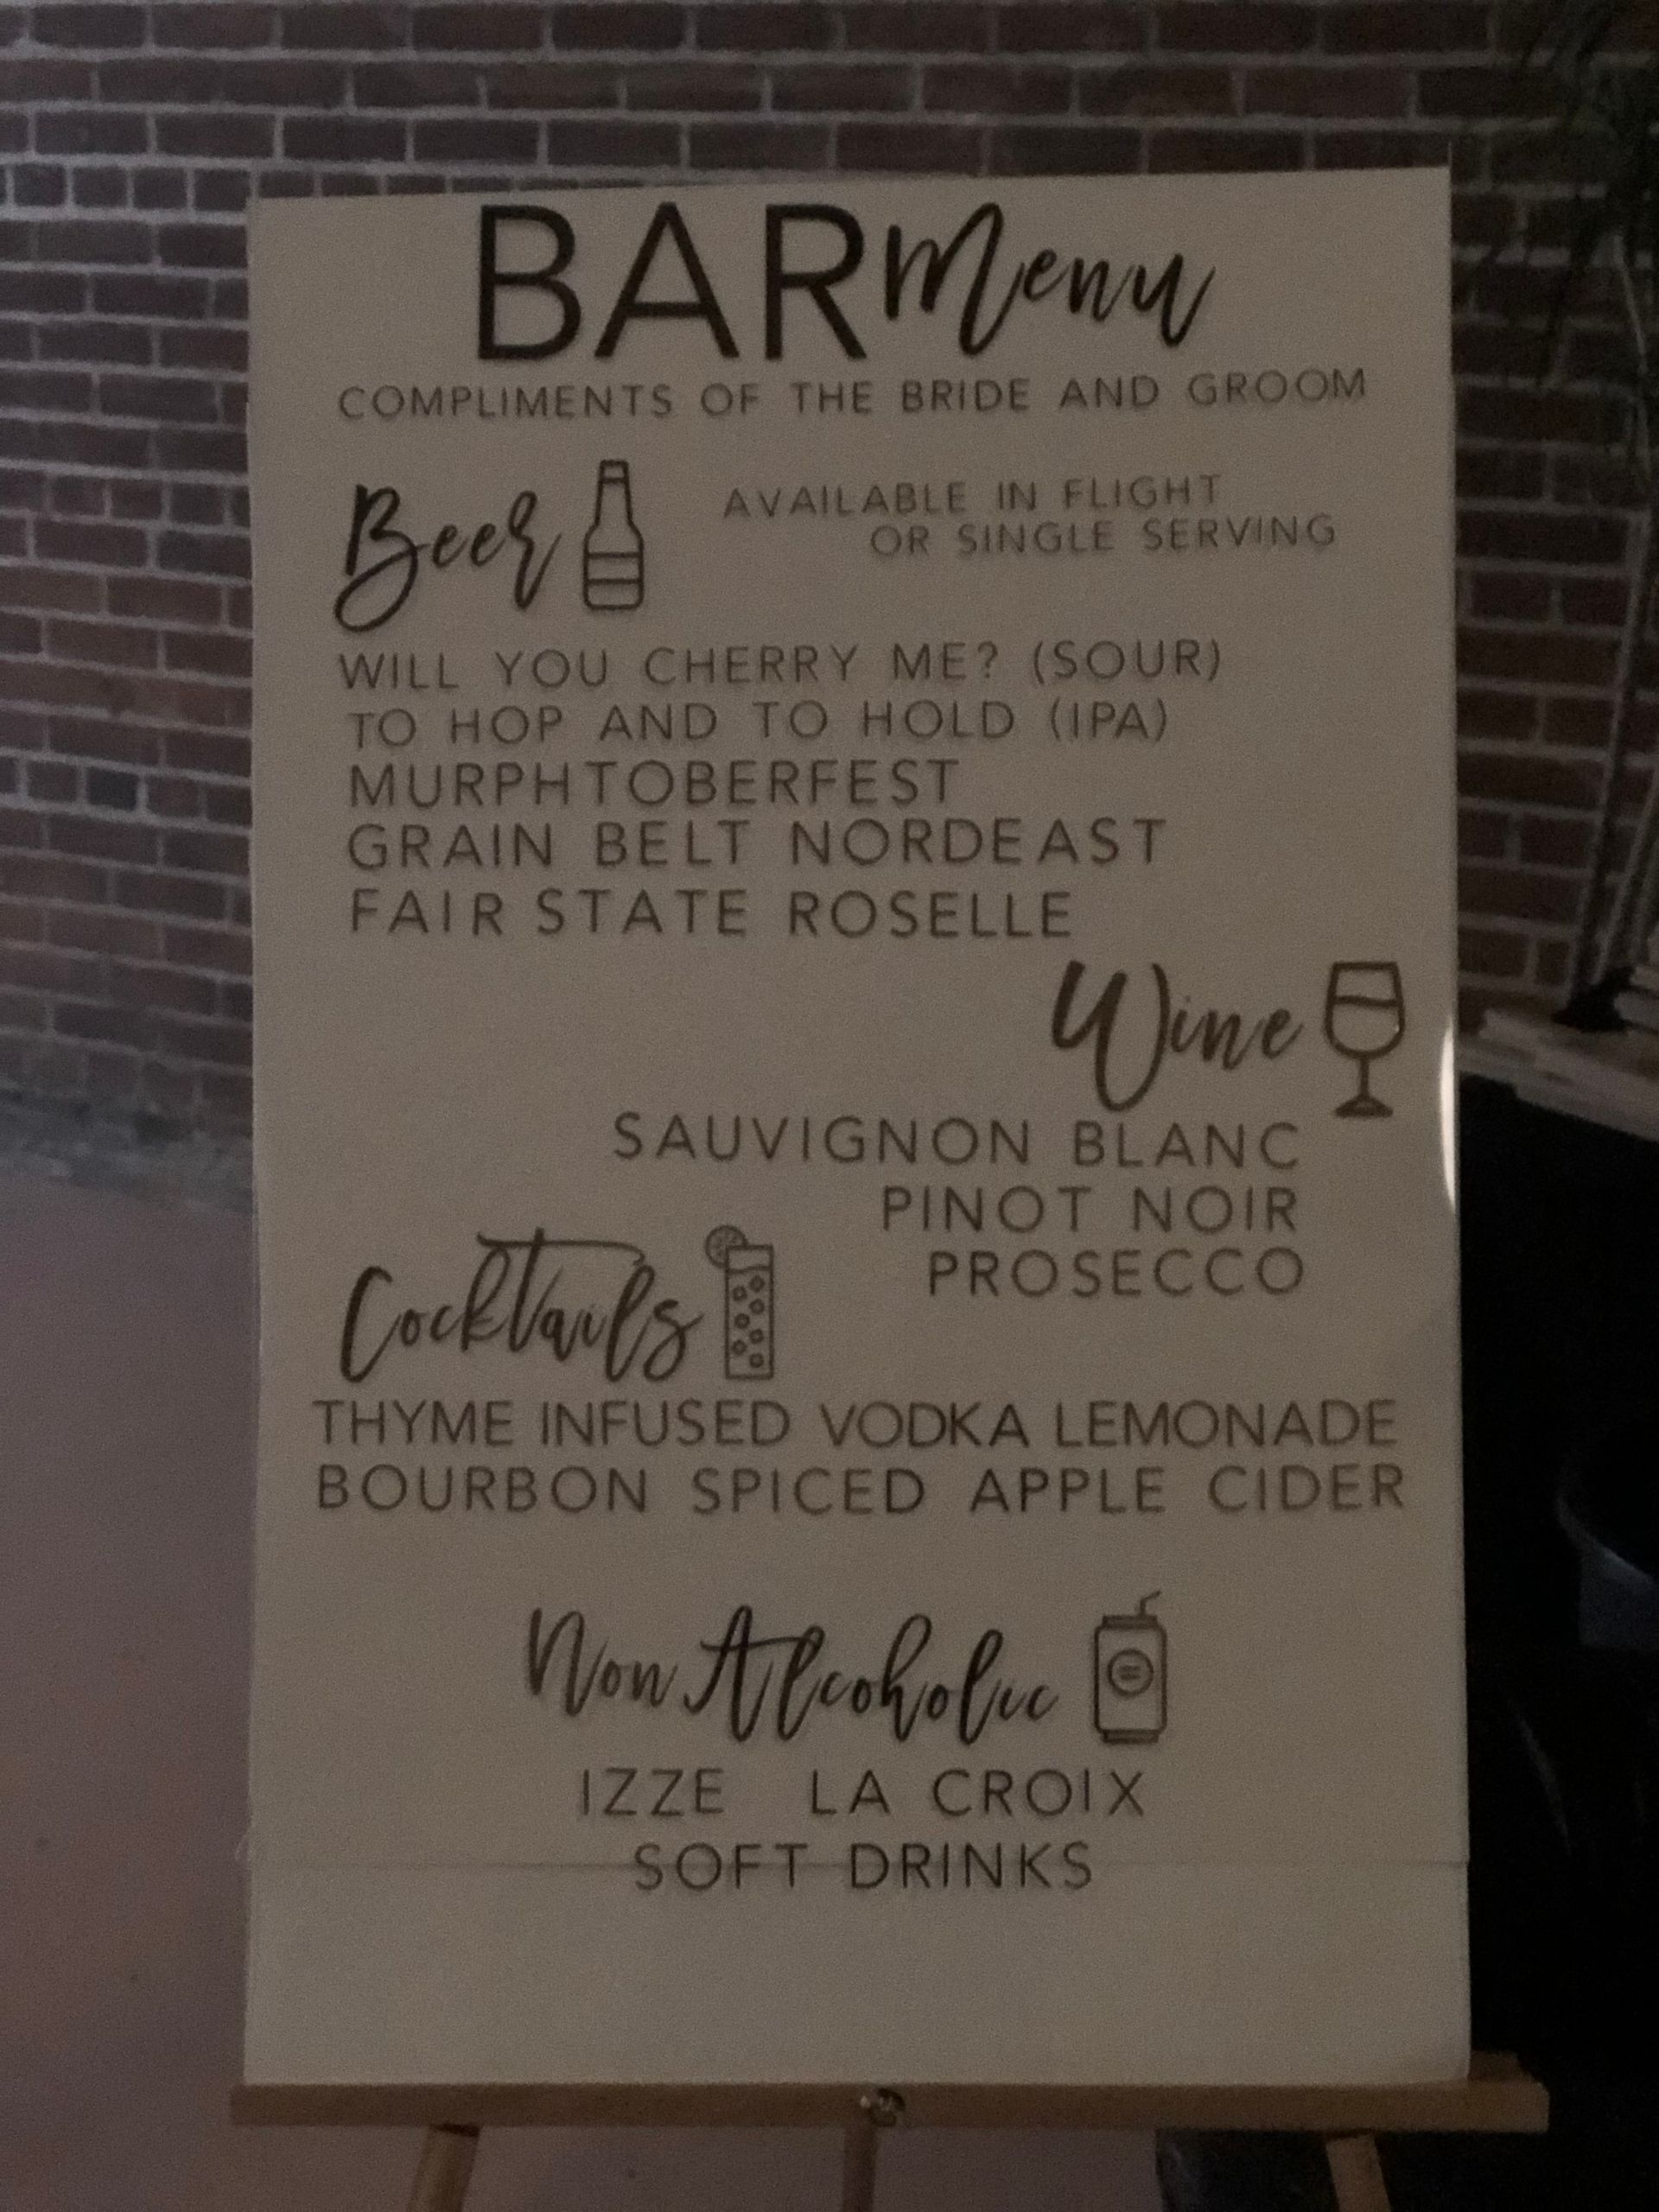 BAR Menu
COMPLIMENTS OF THE BRIDE AND GROOM
Beer
AVAILABLE IN FLIGHT
OR SINGLE SERVING
WILL YOU CHERRY ME? (SOUR)
TO HOP AND TO HOLD (IPA)
MURPHTOBERFEST
GRAIN BELT NORDEAST
FAIR STATE ROSELLE
Wine
SAUVIGNON BLANC
PINOT NOIR
PROSECCO
Cocktails
THYME INFUSED VODKA LEMONADE
BOURBON SPICED APPLE CIDER
Non Alcoholic
IZZE LA CROIX
SOFT DRINKS